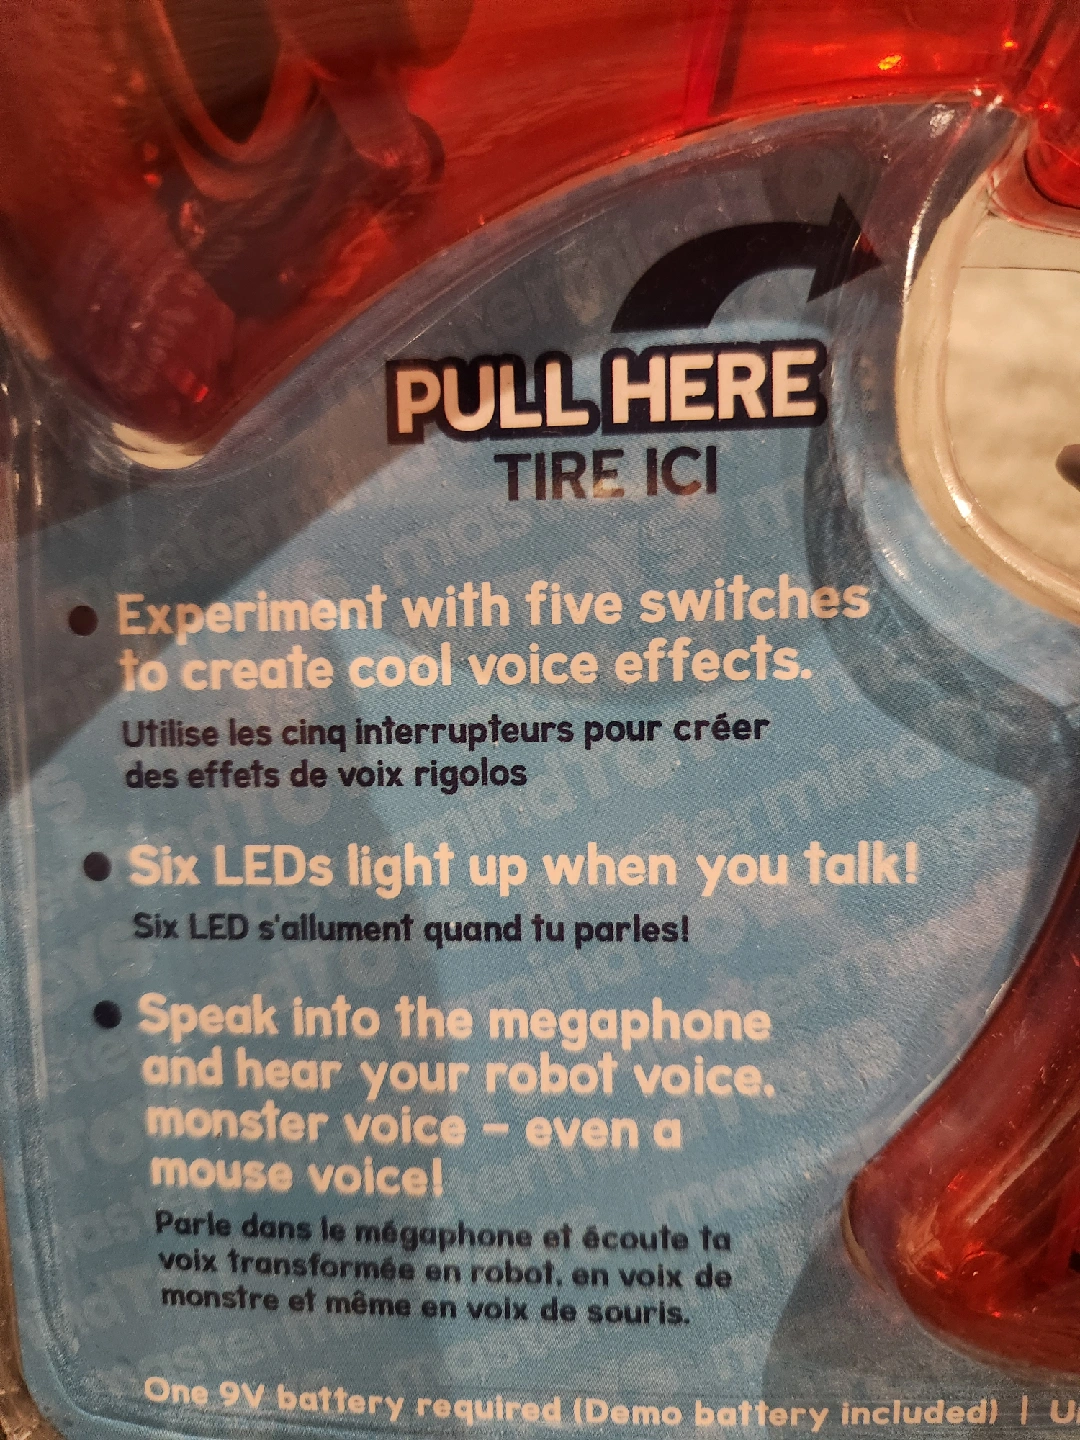 PULL HERE
TIRE ICI
Experiment with five switches
to create cool voice effects.
Utilise les cinq interrupteurs pour créer
des effets de voix rigolos
Six LEDs light up when you talk!
Six LED s'allument quand tu parles!
Speak into the megaphone
and hear your robot voice,
monster voice – even a
mouse voice!
Parle dans le mégaphone et écoute ta
voix transformée en robot, en voix de
monstre et même en voix de souris.
One 9V battery required (Demo battery included) |